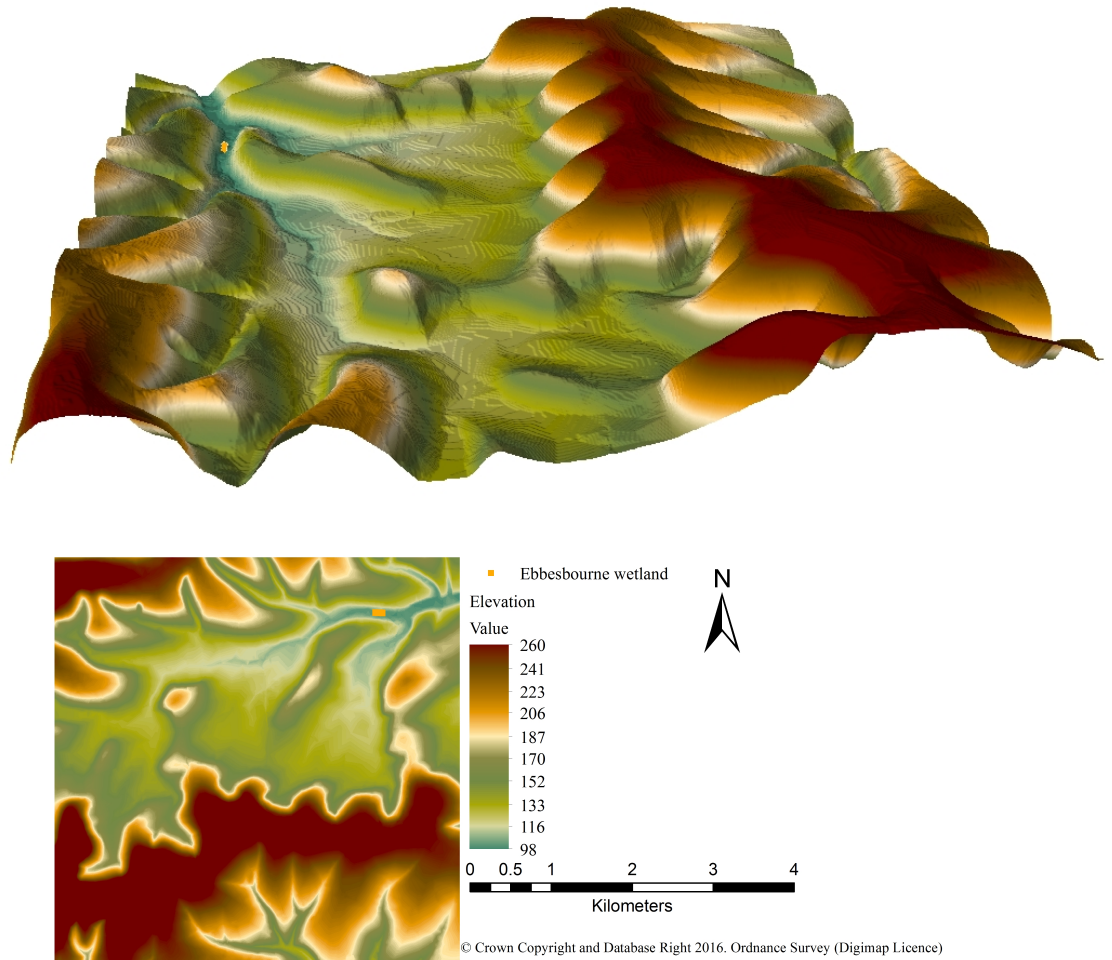 Ebbesbourne wetland
N
Elevation
Value
260
241
223
206
187
170
152
133
116
98
0 0.5 1 2 3 4
Kilometers
© Crown Copyright and Database Right 2016. Ordnance Survey (Digimap Licence)